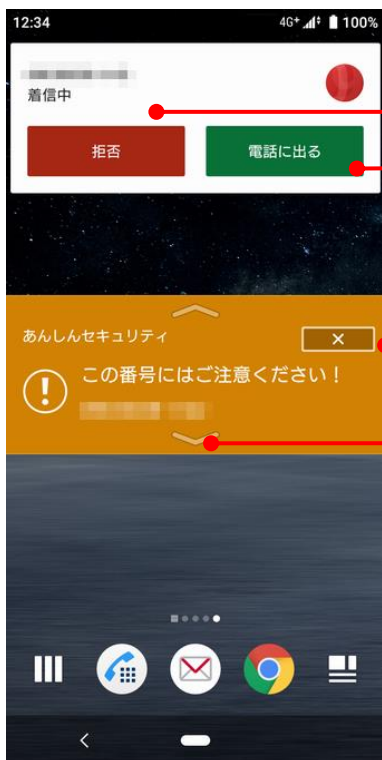 12:34
4G+ 100%
着信中
拒否
電話に出る
あんしんセキュリティ
×
この番号にはご注意ください！